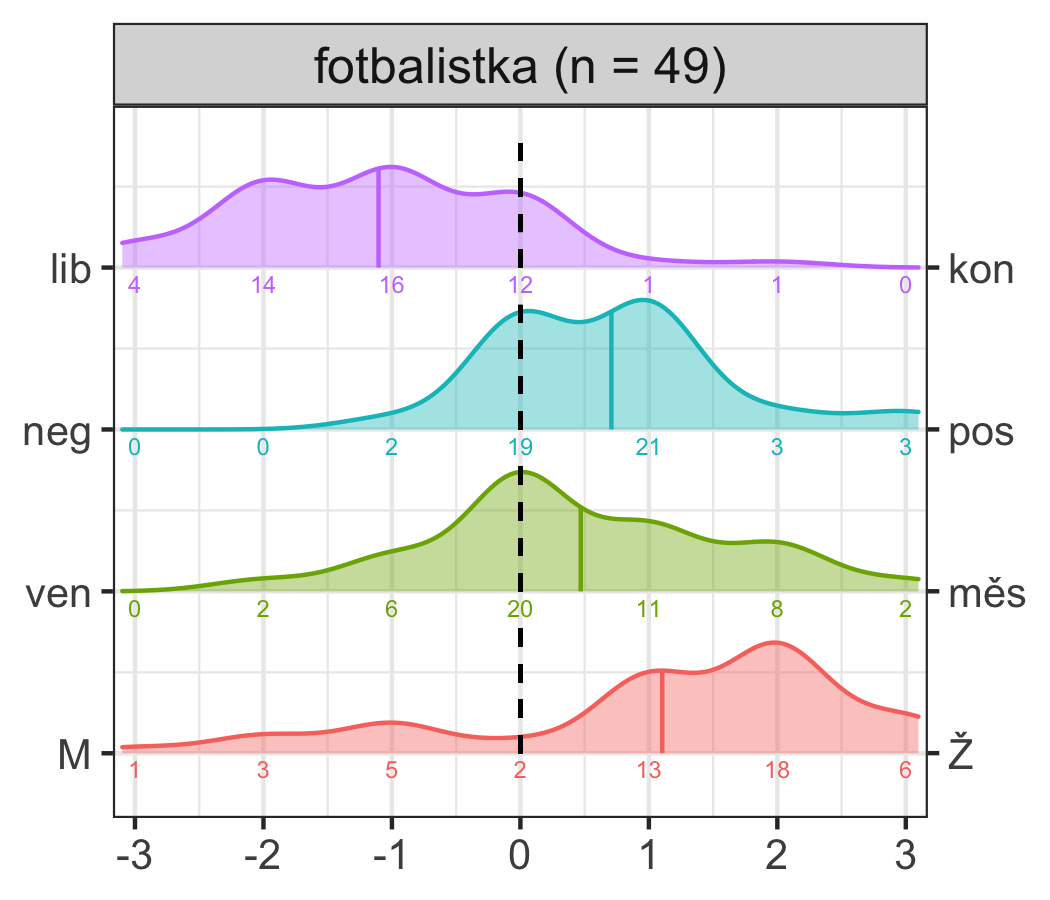 fotbalistka (n = 49)
lib kon
4 14 16 12 1 1 0
neg pos
0 0 2 19 21 3 3
ven měs
0 2 6 20 11 8 2
M Ž
1 3 5 2 13 18 6
-3 -2 -1 0 1 2 3